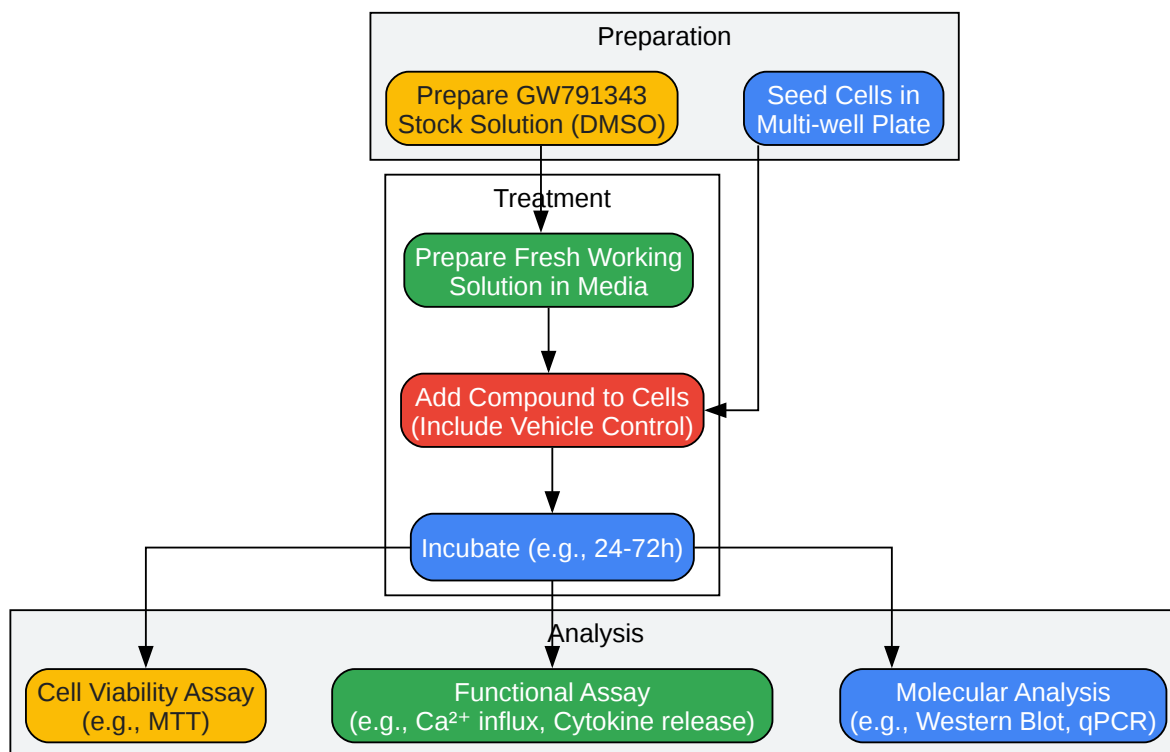 Preparation
Prepare GW791343
Stock Solution (DMSO)
Seed Cells in
Multi-well Plate
Treatment
Prepare Fresh Working
Solution in Media
Add Compound to Cells
(Include Vehicle Control)
Incubate (e.g., 24-72h)
Analysis
Cell Viability Assay
(e.g., MTT)
Functional Assay
(e.g., Ca²⁺ influx, Cytokine release)
Molecular Analysis
(e.g., Western Blot, qPCR)